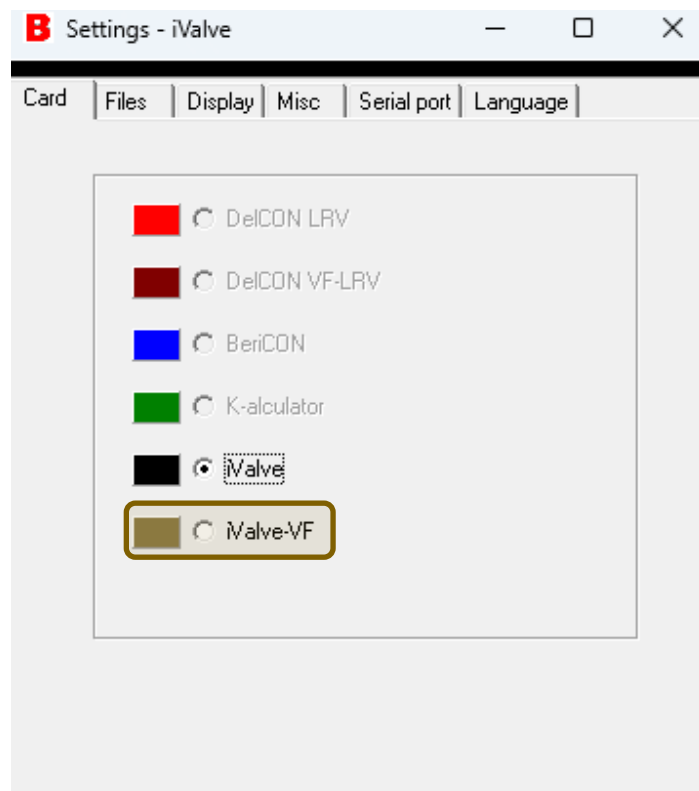 B Settings - iValve
Card Files Display Misc Serial port Language
DelCON LRV
DelCON VF-LRV
BeriCON
K-alculator
iValve
iValve-VF